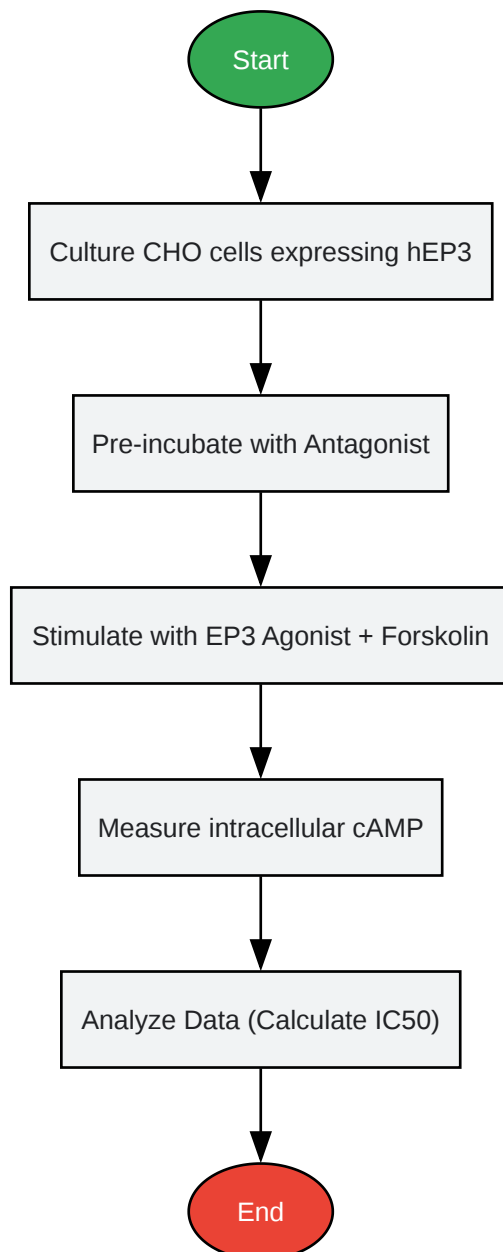 Start
Culture CHO cells expressing hEP3
Pre-incubate with Antagonist
Stimulate with EP3 Agonist + Forskolin
Measure intracellular cAMP
Analyze Data (Calculate IC50)
End